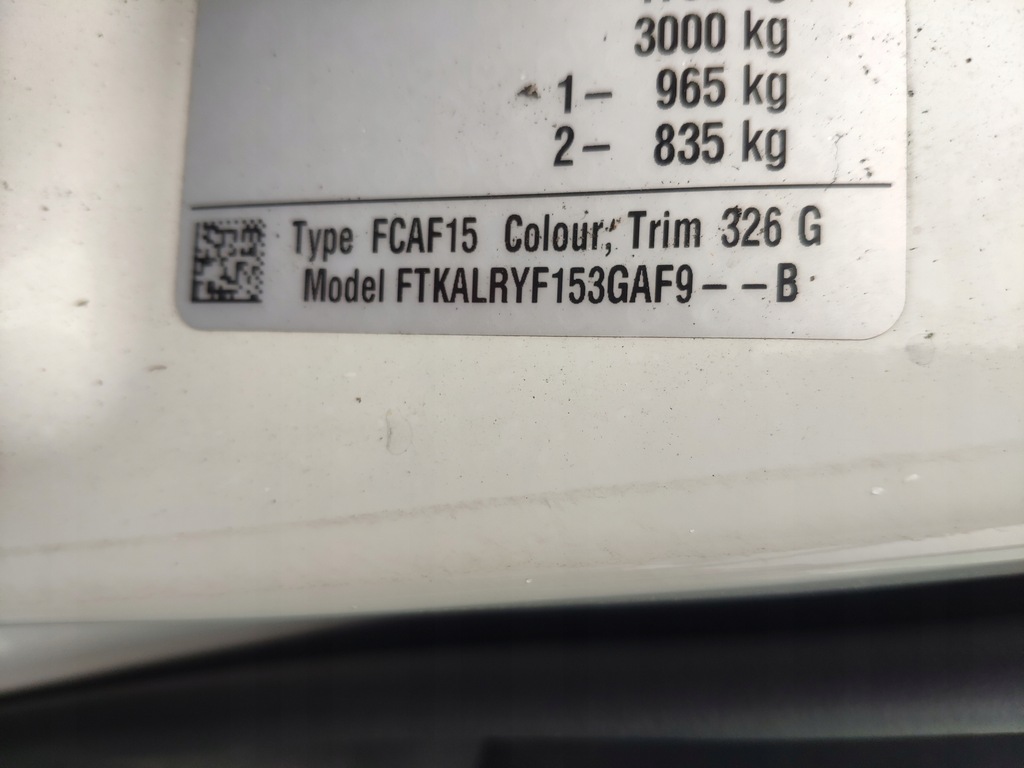 3000 kg
1– 965 kg
2– 835 kg
Type FCAF15 Colour, Trim 326 G
Model FTKALRYF153GAF9 – – B